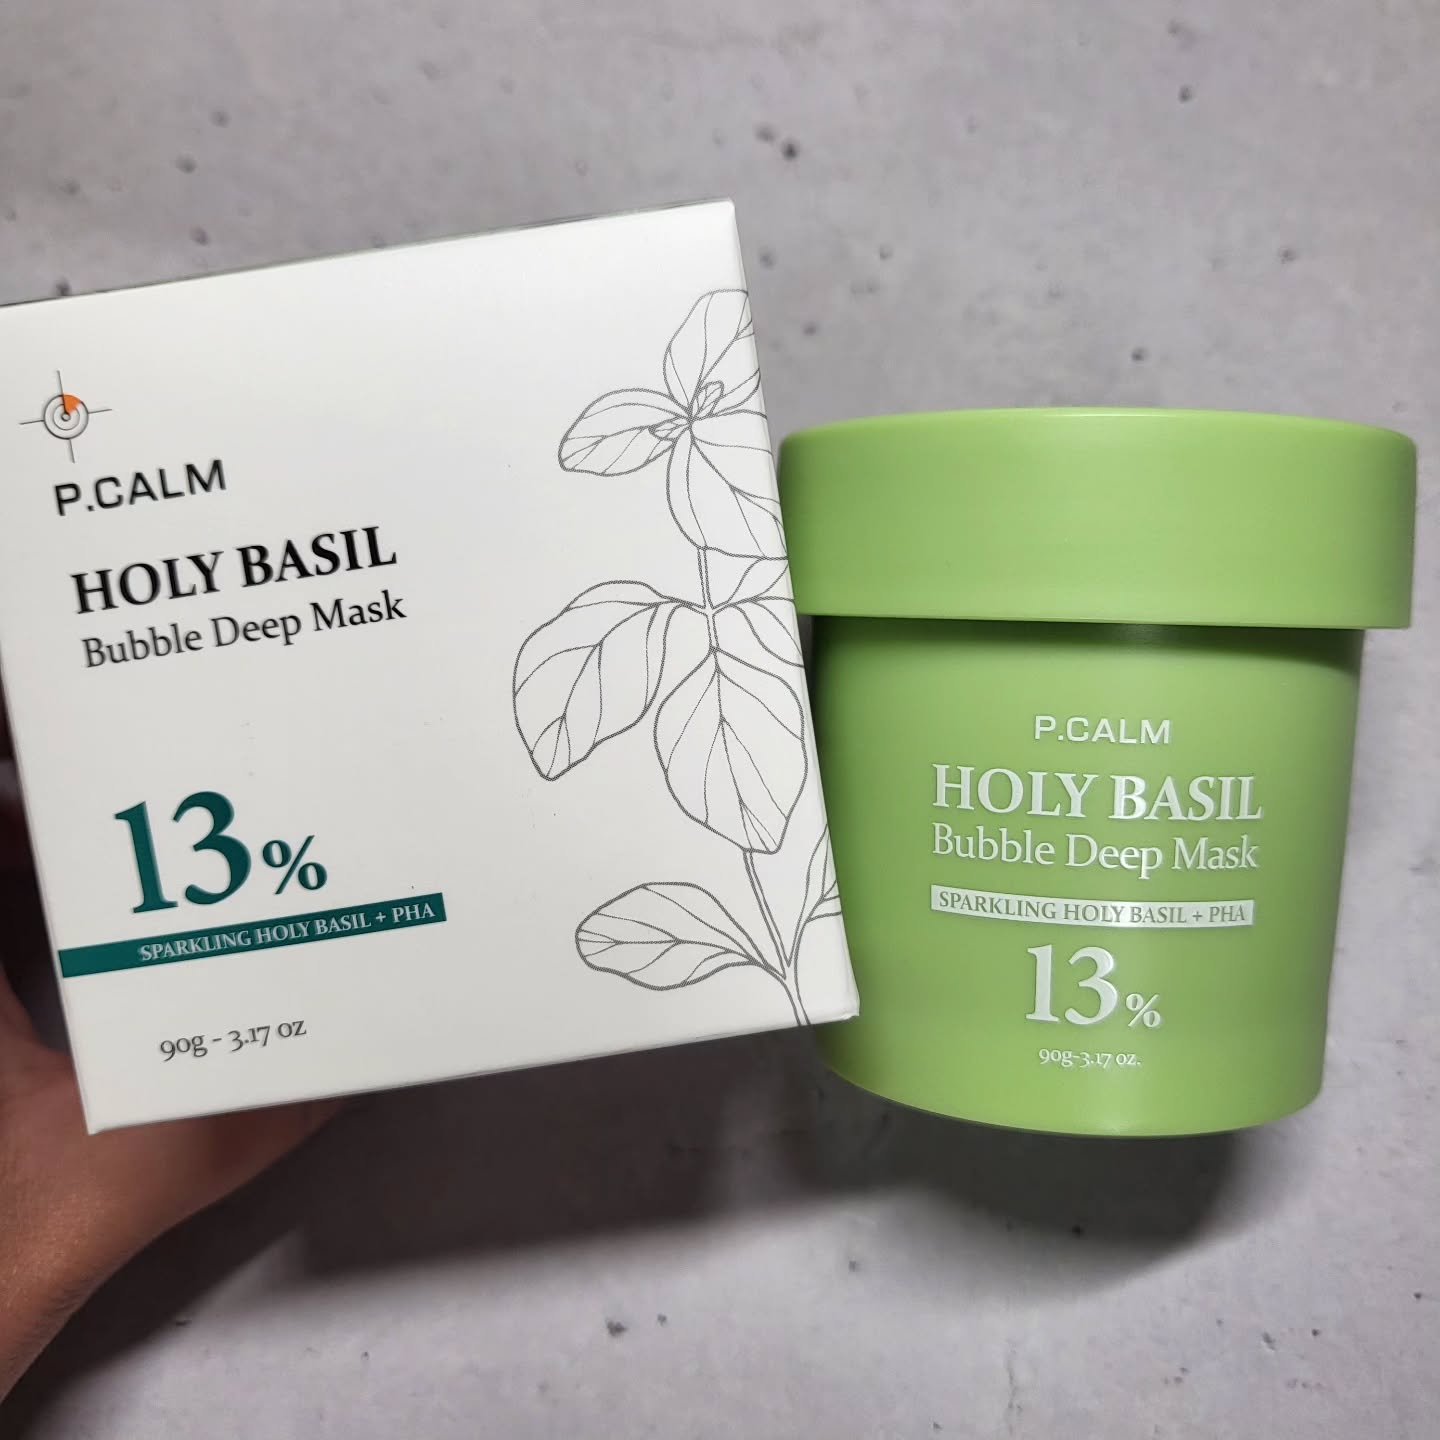 P.CALM
HOLY BASIL
Bubble Deep Mask
13%
SPARKLING HOLY BASIL + PHA
90g - 3.17 oz
P.CALM
HOLY BASIL
Bubble Deep Mask
SPARKLING HOLY BASIL + PHA
13%
90g-3.17 oz.